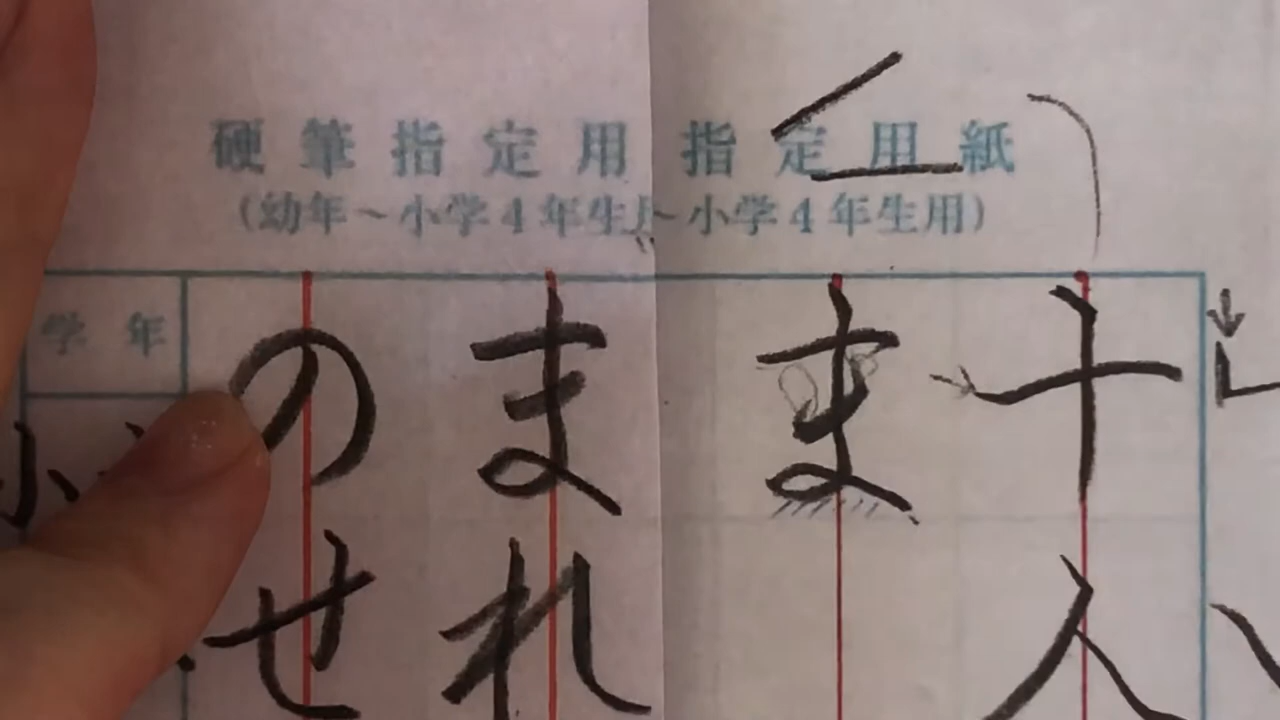 硬筆指定用指定用紙
(幼年～小学4年生用～小学4年生用)
学年
十人
ま
まれ
のせ